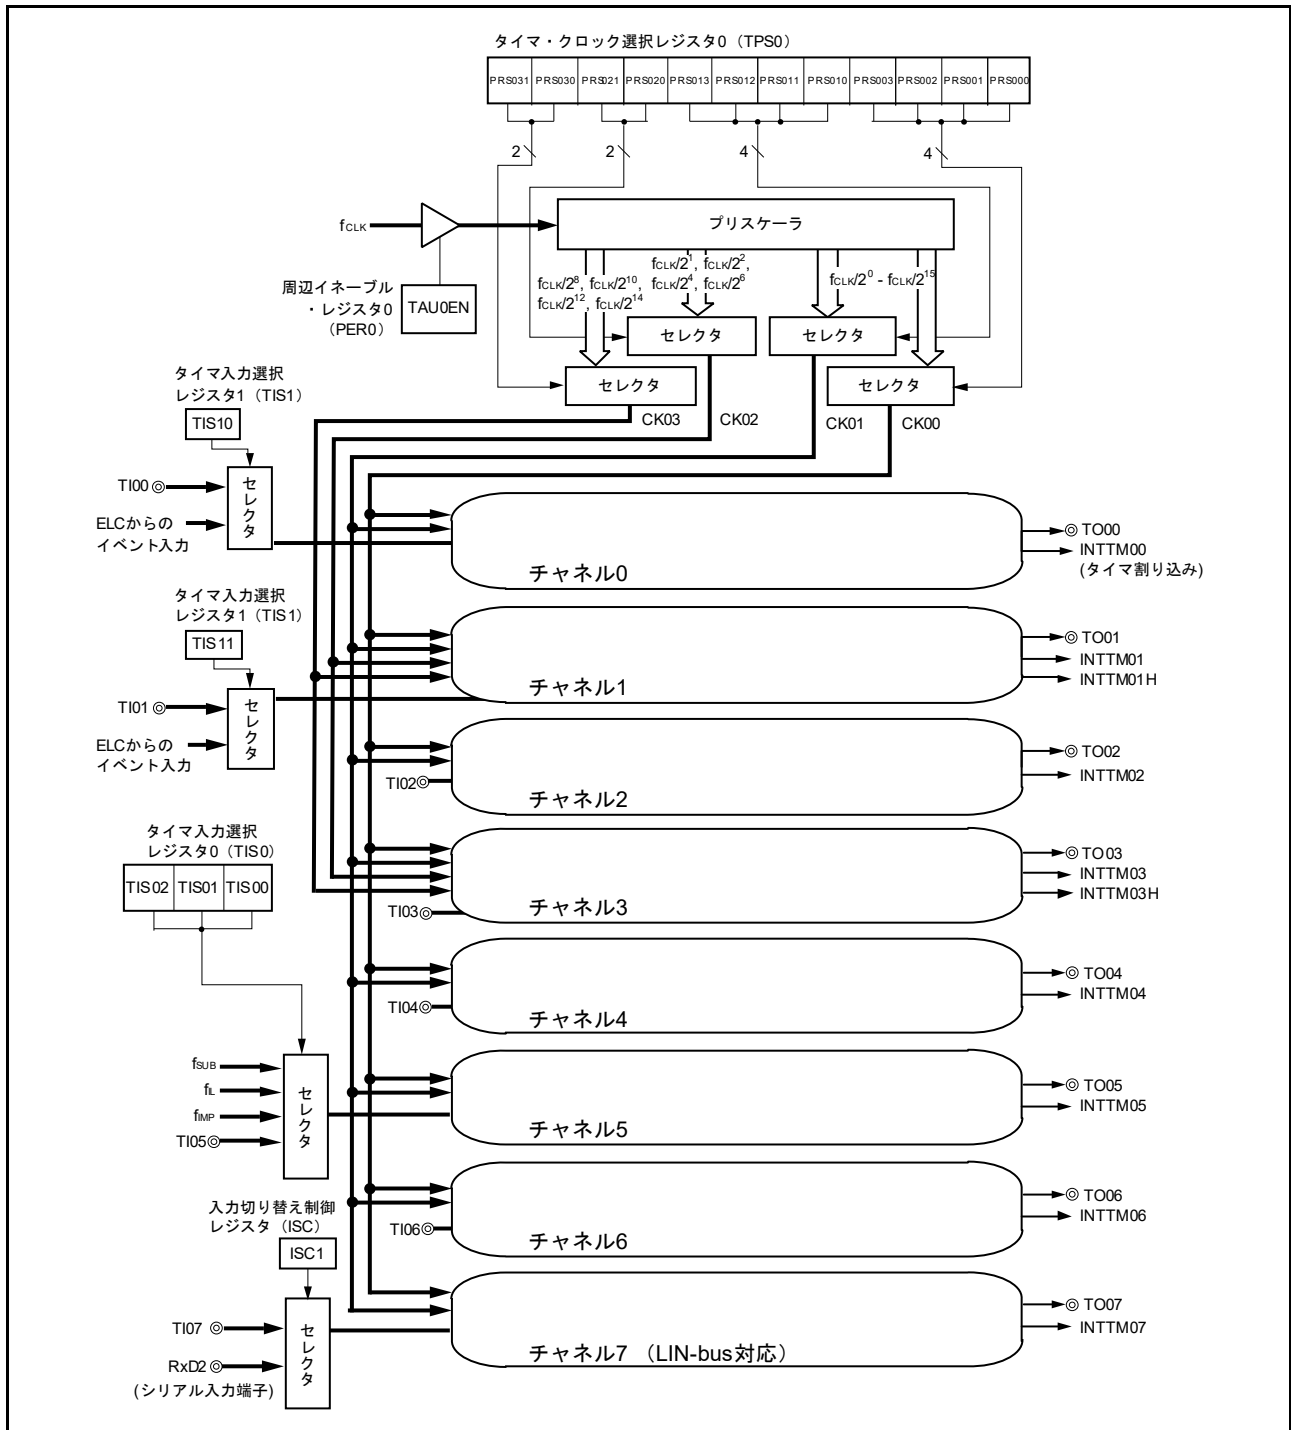 タイマ・クロック選択レジスタ0（TPS0）
PRS031 PRS030 PRS021 PRS020 PRS013 PRS012 PRS011 PRS010 PRS003 PRS002 PRS001 PRS000
2 2 4 4
fCLK
プリスケーラ
周辺イネーブル
・レジスタ0
（PER0）
TAU0EN
fCLK/2^8, fCLK/2^10,
fCLK/2^12, fCLK/2^14
fCLK/2^1, fCLK/2^2,
fCLK/2^4, fCLK/2^6
fCLK/2^0 - fCLK/2^15
セレクタ
セレクタ
セレクタ
セレクタ
CK03 CK02 CK01 CK00
タイマ入力選択
レジスタ1（TIS1）
TIS10
TI00
ELCからの
イベント入力
セレクタ
チャネル0
TO00
INTTM00
(タイマ割り込み)
タイマ入力選択
レジスタ1（TIS1）
TIS11
TI01
ELCからの
イベント入力
セレクタ
チャネル1
TO01
INTTM01
INTTM01H
TI02
チャネル2
TO02
INTTM02
タイマ入力選択
レジスタ0（TIS0）
TIS02 TIS01 TIS00
TI03
チャネル3
TO03
INTTM03
INTTM03H
TI04
チャネル4
TO04
INTTM04
fSUB
fIL
fIMP
TI05
セレクタ
チャネル5
TO05
INTTM05
TI06
チャネル6
TO06
INTTM06
入力切り替え制御
レジスタ（ISC）
ISC1
TI07
RxD2
(シリアル入力端子)
セレクタ
チャネル7 （LIN-bus対応）
TO07
INTTM07